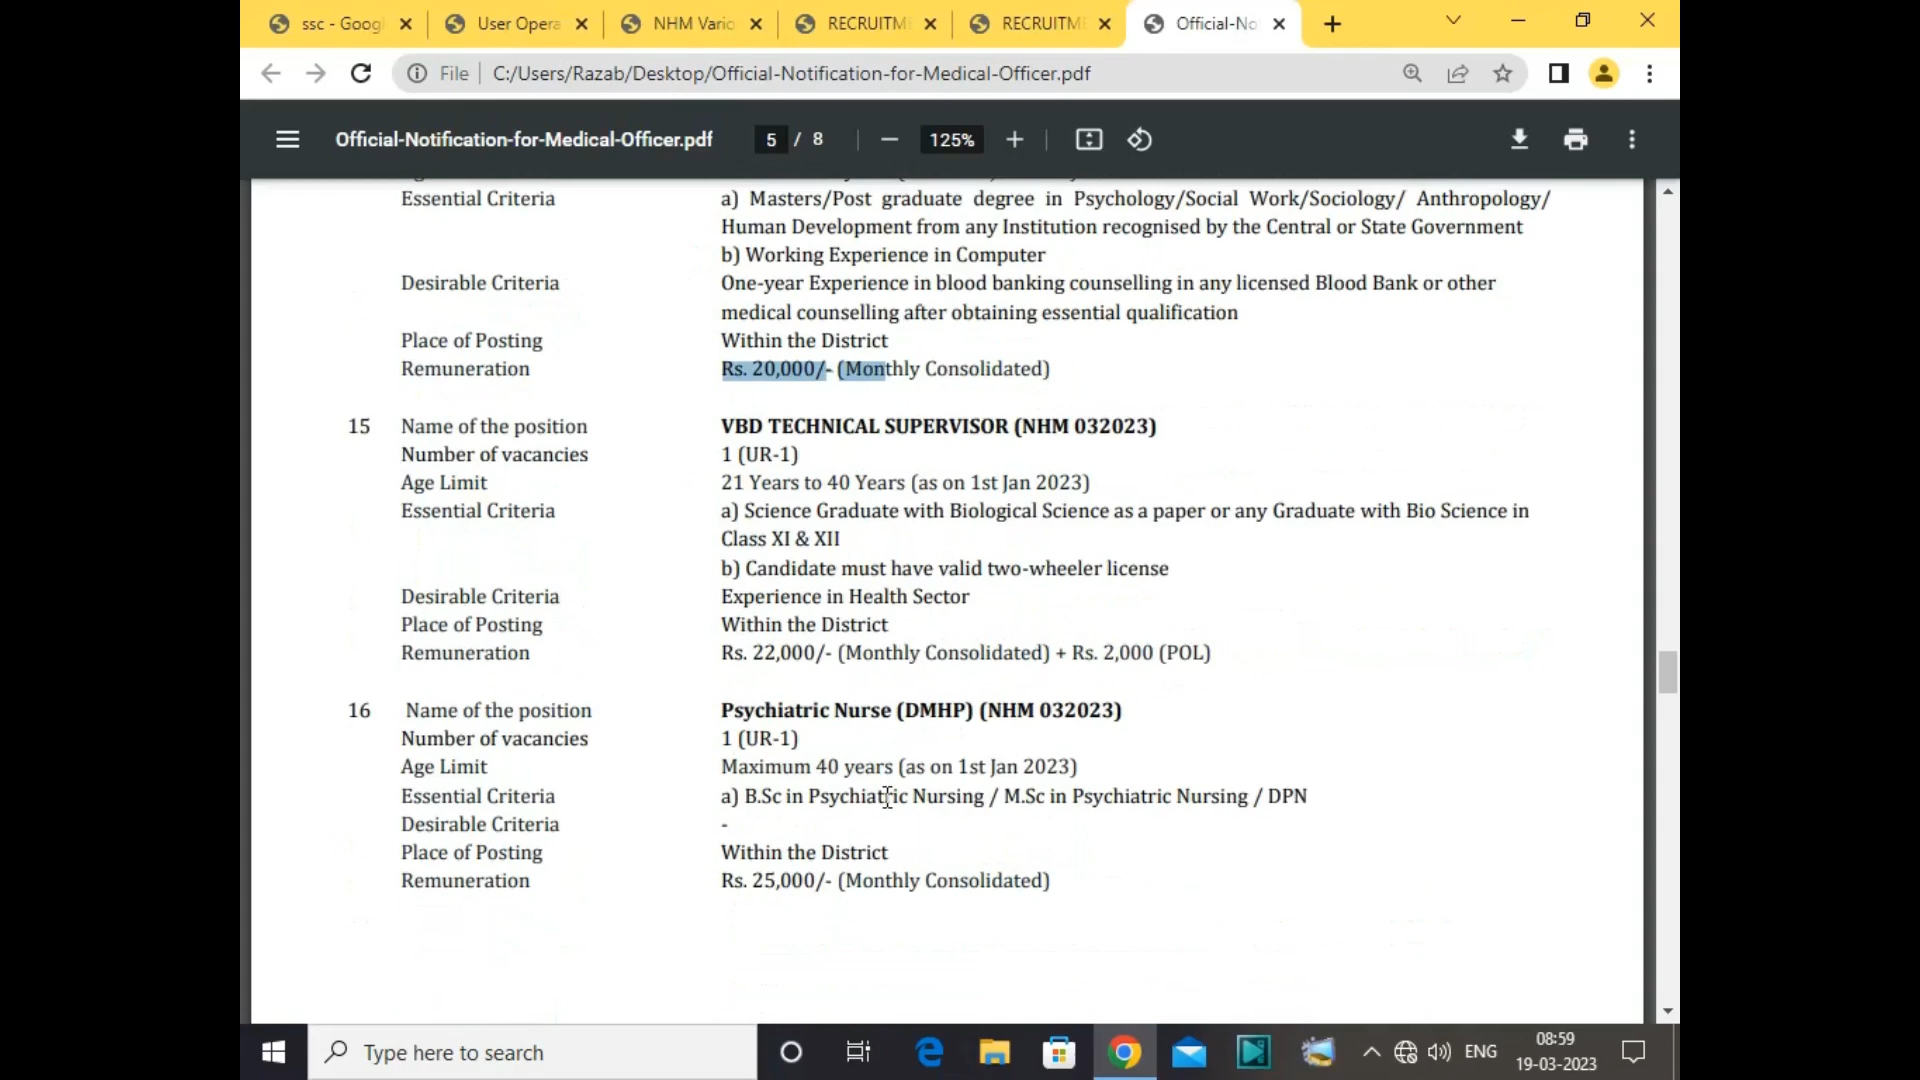 ssc - Goog
User Opera
NHM Vario
RECRUITM
RECRUITM
Official-No
File C:/Users/Razab/Desktop/Official-Notification-for-Medical-Officer.pdf
Official-Notification-for-Medical-Officer.pdf 5 / 8 125%
Essential Criteria a) Masters/Post graduate degree in Psychology/Social Work/Sociology/ Anthropology/
Human Development from any Institution recognised by the Central or State Government
b) Working Experience in Computer
Desirable Criteria One-year Experience in blood banking counselling in any licensed Blood Bank or other
medical counselling after obtaining essential qualification
Place of Posting Within the District
Remuneration Rs. 20,000/- (Monthly Consolidated)
15 Name of the position VBD TECHNICAL SUPERVISOR (NHM 032023)
Number of vacancies 1 (UR-1)
Age Limit 21 Years to 40 Years (as on 1st Jan 2023)
Essential Criteria a) Science Graduate with Biological Science as a paper or any Graduate with Bio Science in
Class XI & XII
b) Candidate must have valid two-wheeler license
Desirable Criteria Experience in Health Sector
Place of Posting Within the District
Remuneration Rs. 22,000/- (Monthly Consolidated) + Rs. 2,000 (POL)
16 Name of the position Psychiatric Nurse (DMHP) (NHM 032023)
Number of vacancies 1 (UR-1)
Age Limit Maximum 40 years (as on 1st Jan 2023)
Essential Criteria a) B.Sc in Psychiatric Nursing / M.Sc in Psychiatric Nursing / DPN
Desirable Criteria -
Place of Posting Within the District
Remuneration Rs. 25,000/- (Monthly Consolidated)
Type here to search
ENG
08:59
19-03-2023